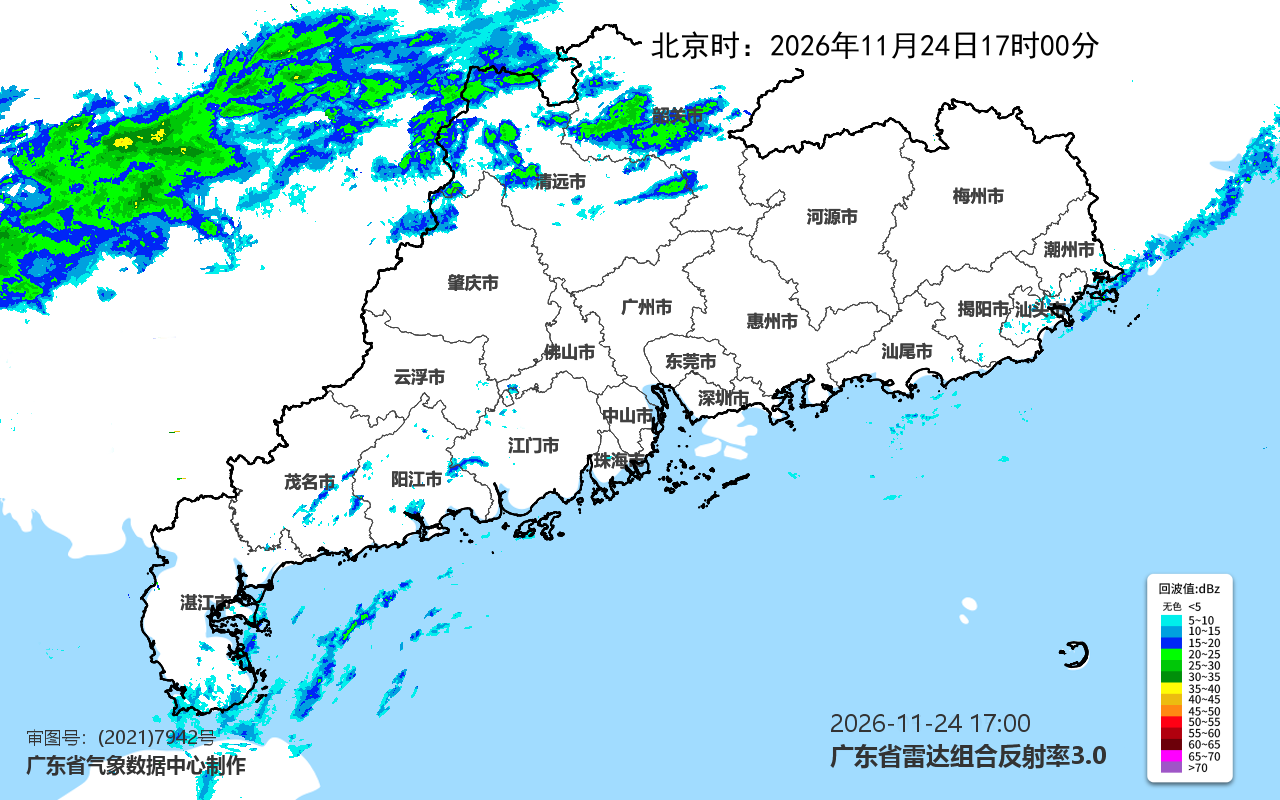 北京时：2026年11月24日17时00分
韶关市
清远市
梅州市
河源市
潮州市
肇庆市
广州市
揭阳市
汕头市
惠州市
佛山市
东莞市
汕尾市
云浮市
深圳市
中山市
江门市
珠海市
茂名市
阳江市
湛江市
回波值:dBz
无色 <5
5~10
10~15
15~20
20~25
25~30
30~35
35~40
40~45
45~50
50~55
55~60
60~65
65~70
>70
2026-11-24 17:00
广东省雷达组合反射率3.0
审图号：(2021)7942号
广东省气象数据中心制作